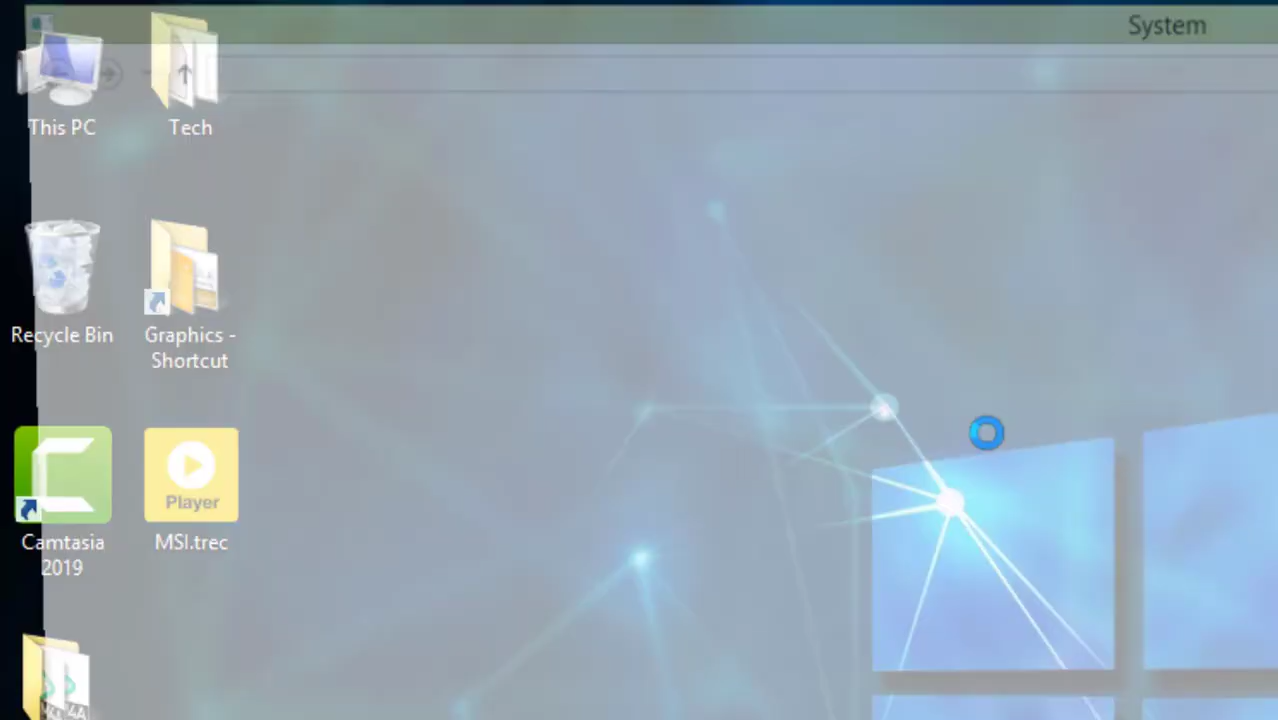 System
This PC
Tech
Recycle Bin
Graphics -
Shortcut
Player
Camtasia
2019
MSI.trec